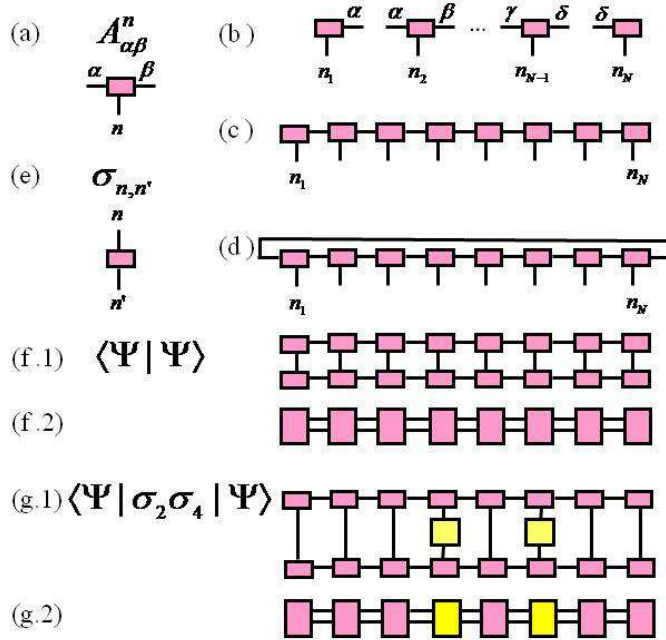 (a) A^n_{αβ}
α β
n
(b) α α β ... γ δ δ
n_1 n_2 n_{N-1} n_N
(c)
n_1 n_N
(e) σ_{n,n'}
n
n'
(d)
n_1 n_N
(f.1) ⟨Ψ|Ψ⟩
(f.2)
(g.1) ⟨Ψ|σ_2σ_4|Ψ⟩
(g.2)